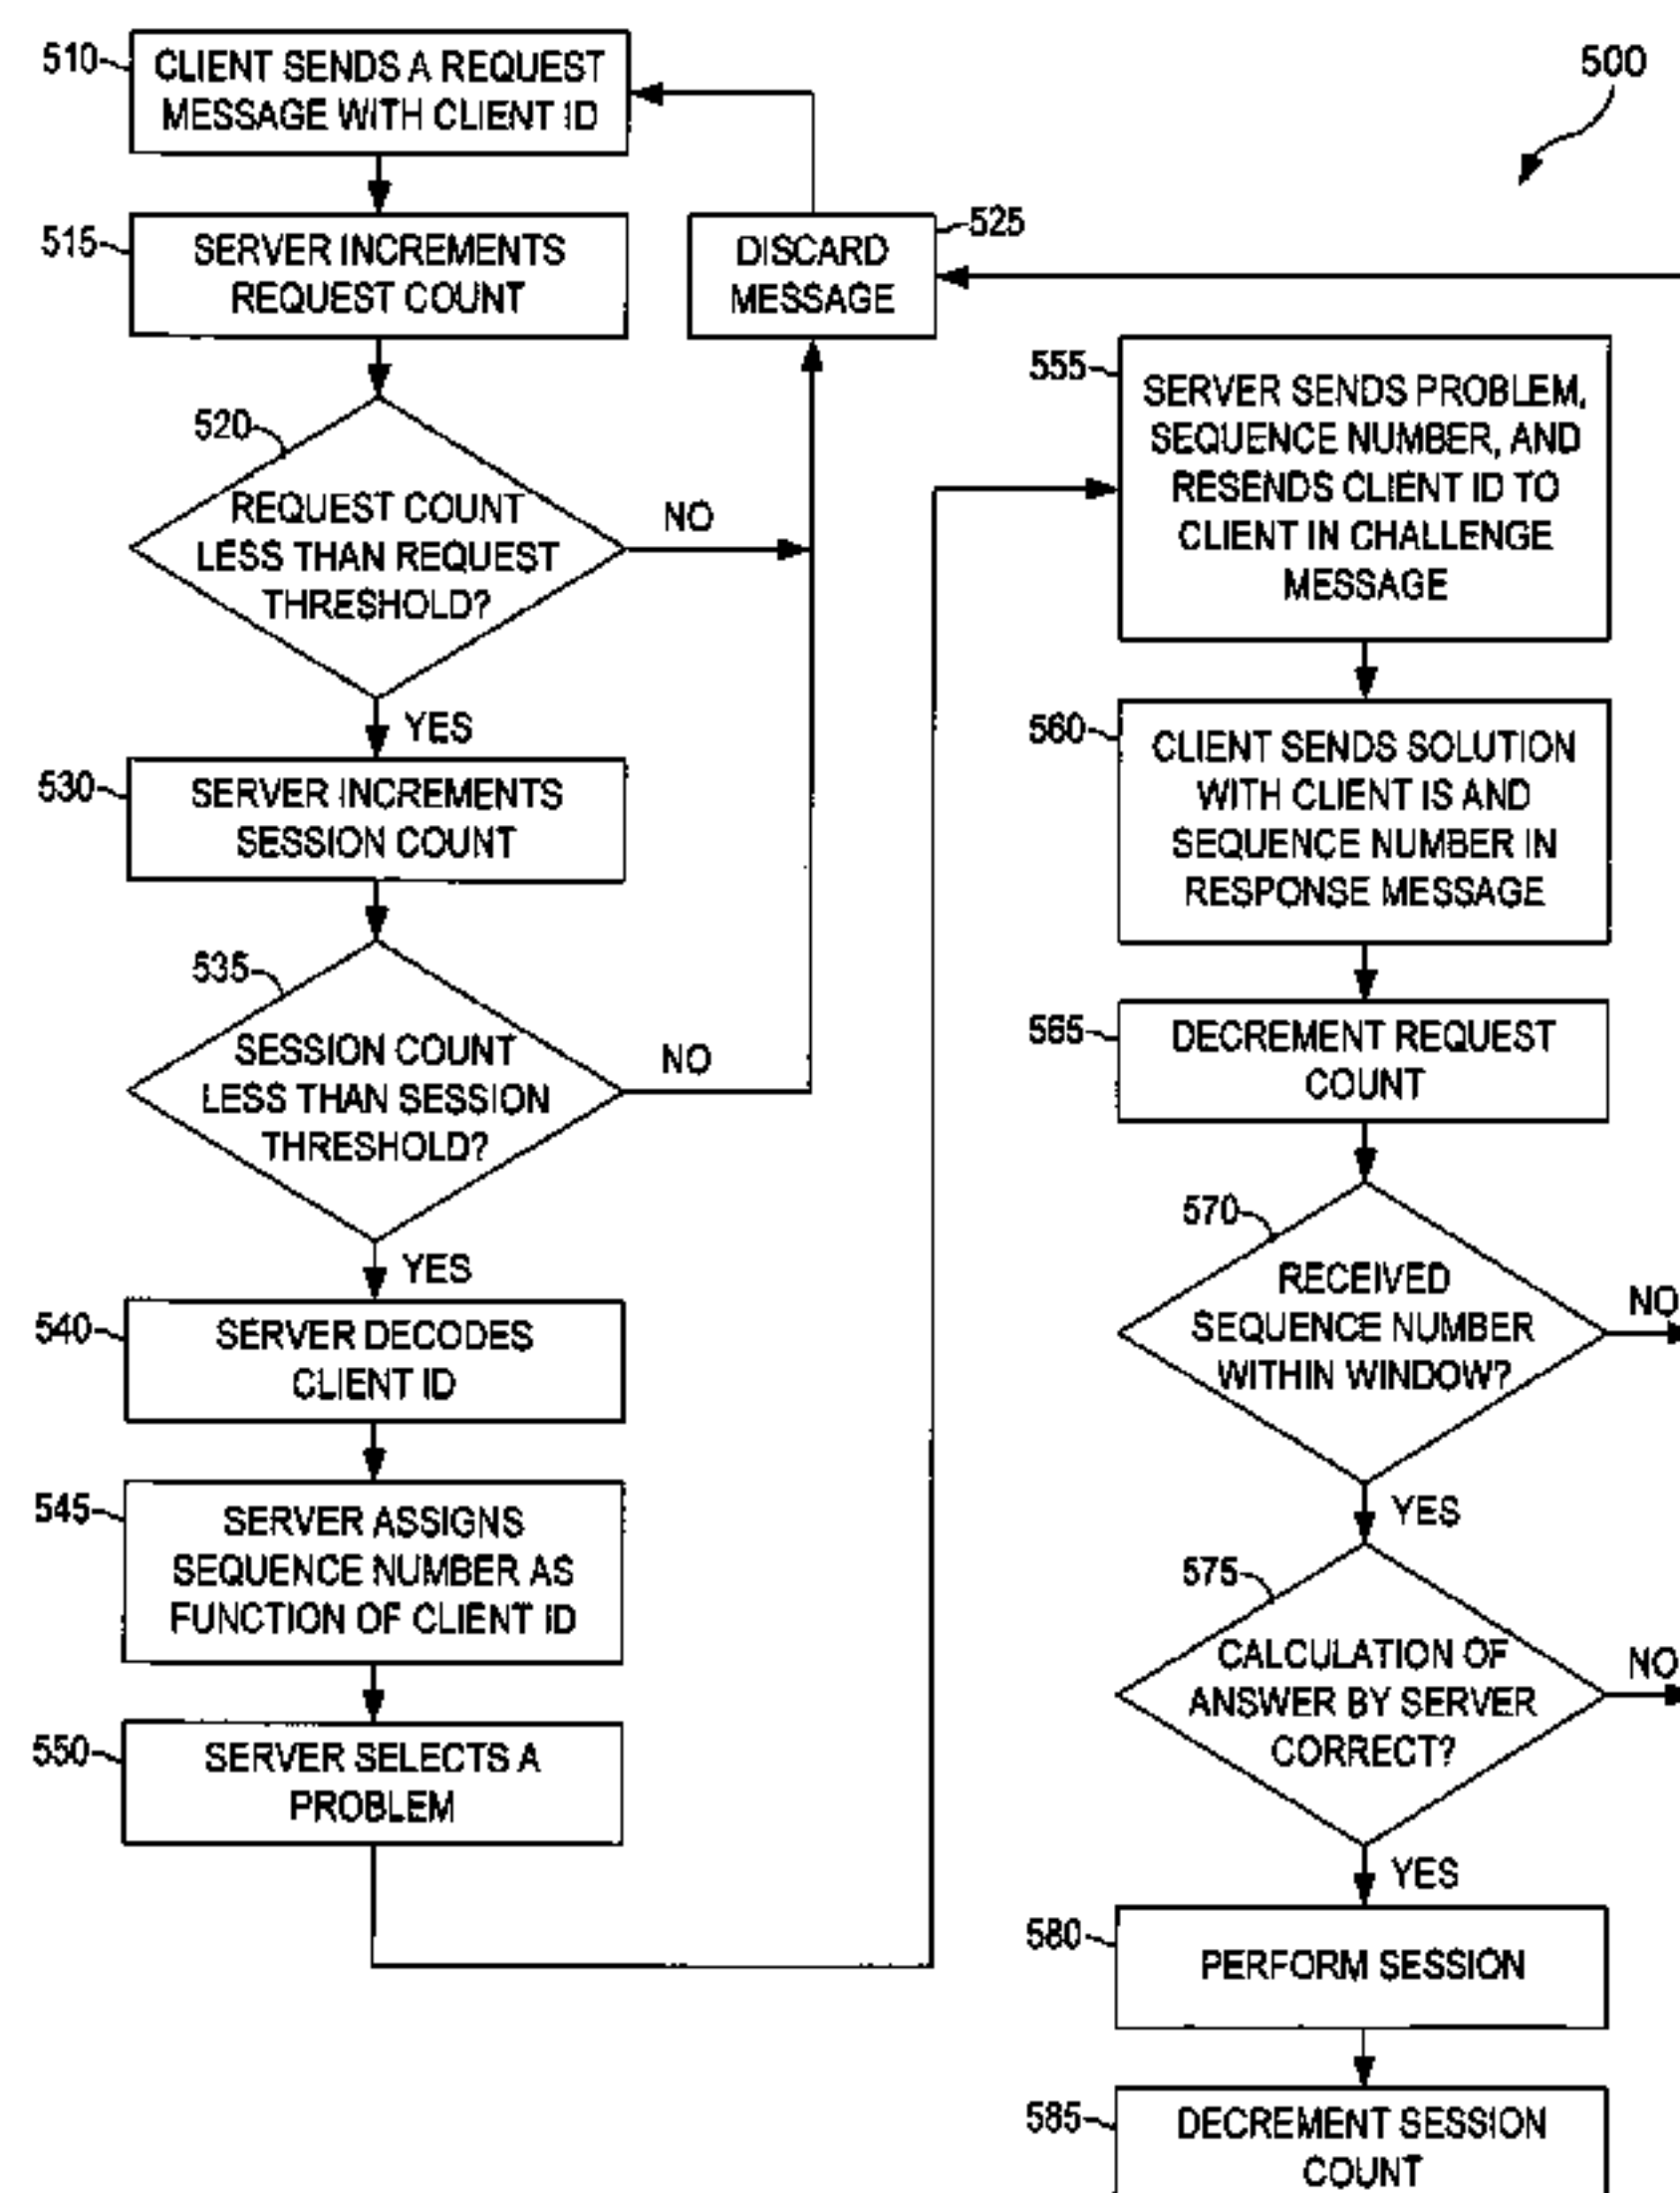 500
510
CLIENT SENDS A REQUEST
MESSAGE WITH CLIENT ID
515
SERVER INCREMENTS
REQUEST COUNT
525
DISCARD
MESSAGE
520
REQUEST COUNT
LESS THAN REQUEST
THRESHOLD?
NO
YES
530
SERVER INCREMENTS
SESSION COUNT
535
SESSION COUNT
LESS THAN SESSION
THRESHOLD?
NO
YES
540
SERVER DECODES
CLIENT ID
545
SERVER ASSIGNS
SEQUENCE NUMBER AS
FUNCTION OF CLIENT ID
550
SERVER SELECTS A
PROBLEM
555
SERVER SENDS PROBLEM,
SEQUENCE NUMBER, AND
RESENDS CLIENT ID TO
CLIENT IN CHALLENGE
MESSAGE
560
CLIENT SENDS SOLUTION
WITH CLIENT IS AND
SEQUENCE NUMBER IN
RESPONSE MESSAGE
565
DECREMENT REQUEST
COUNT
570
RECEIVED
SEQUENCE NUMBER
WITHIN WINDOW?
NO
YES
575
CALCULATION OF
ANSWER BY SERVER
CORRECT?
NO
YES
580
PERFORM SESSION
585
DECREMENT SESSION
COUNT